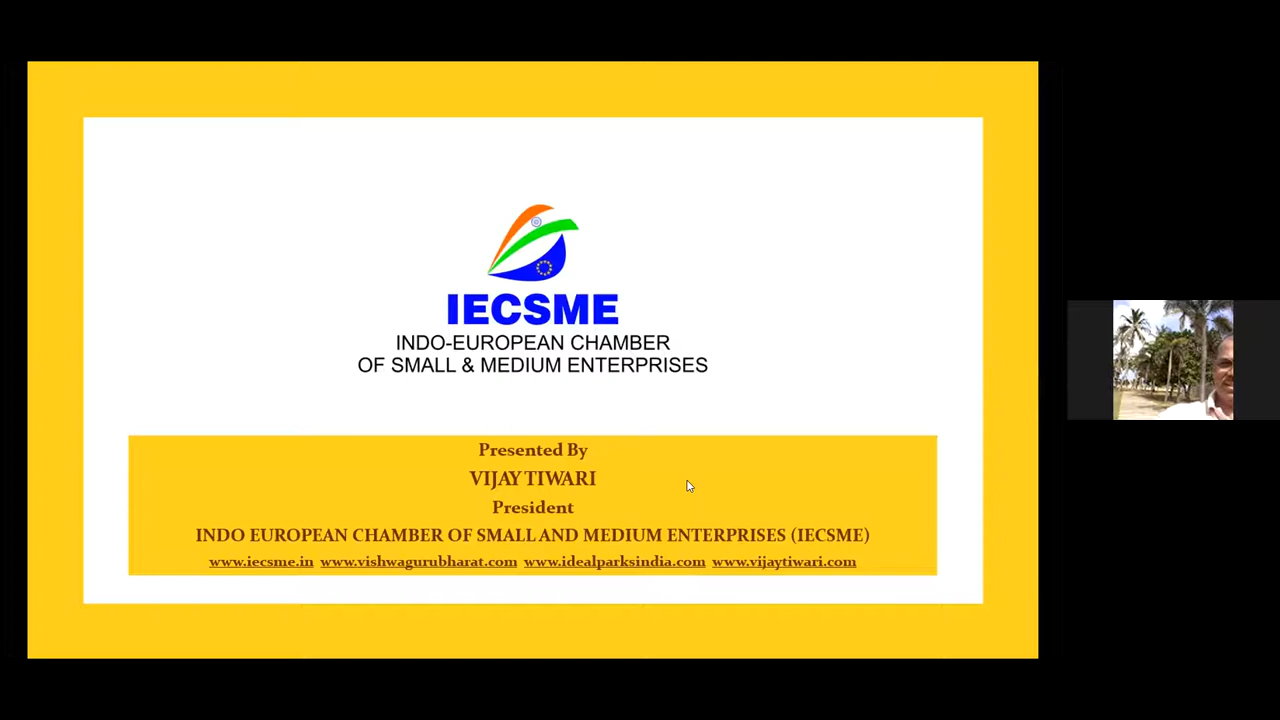 IECSME
INDO-EUROPEAN CHAMBER
OF SMALL & MEDIUM ENTERPRISES
Presented By
VIJAY TIWARI
President
INDO EUROPEAN CHAMBER OF SMALL AND MEDIUM ENTERPRISES (IECSME)
www.iecsme.in www.vishwagurubharat.com www.idealparksindia.com www.vijaytiwari.com